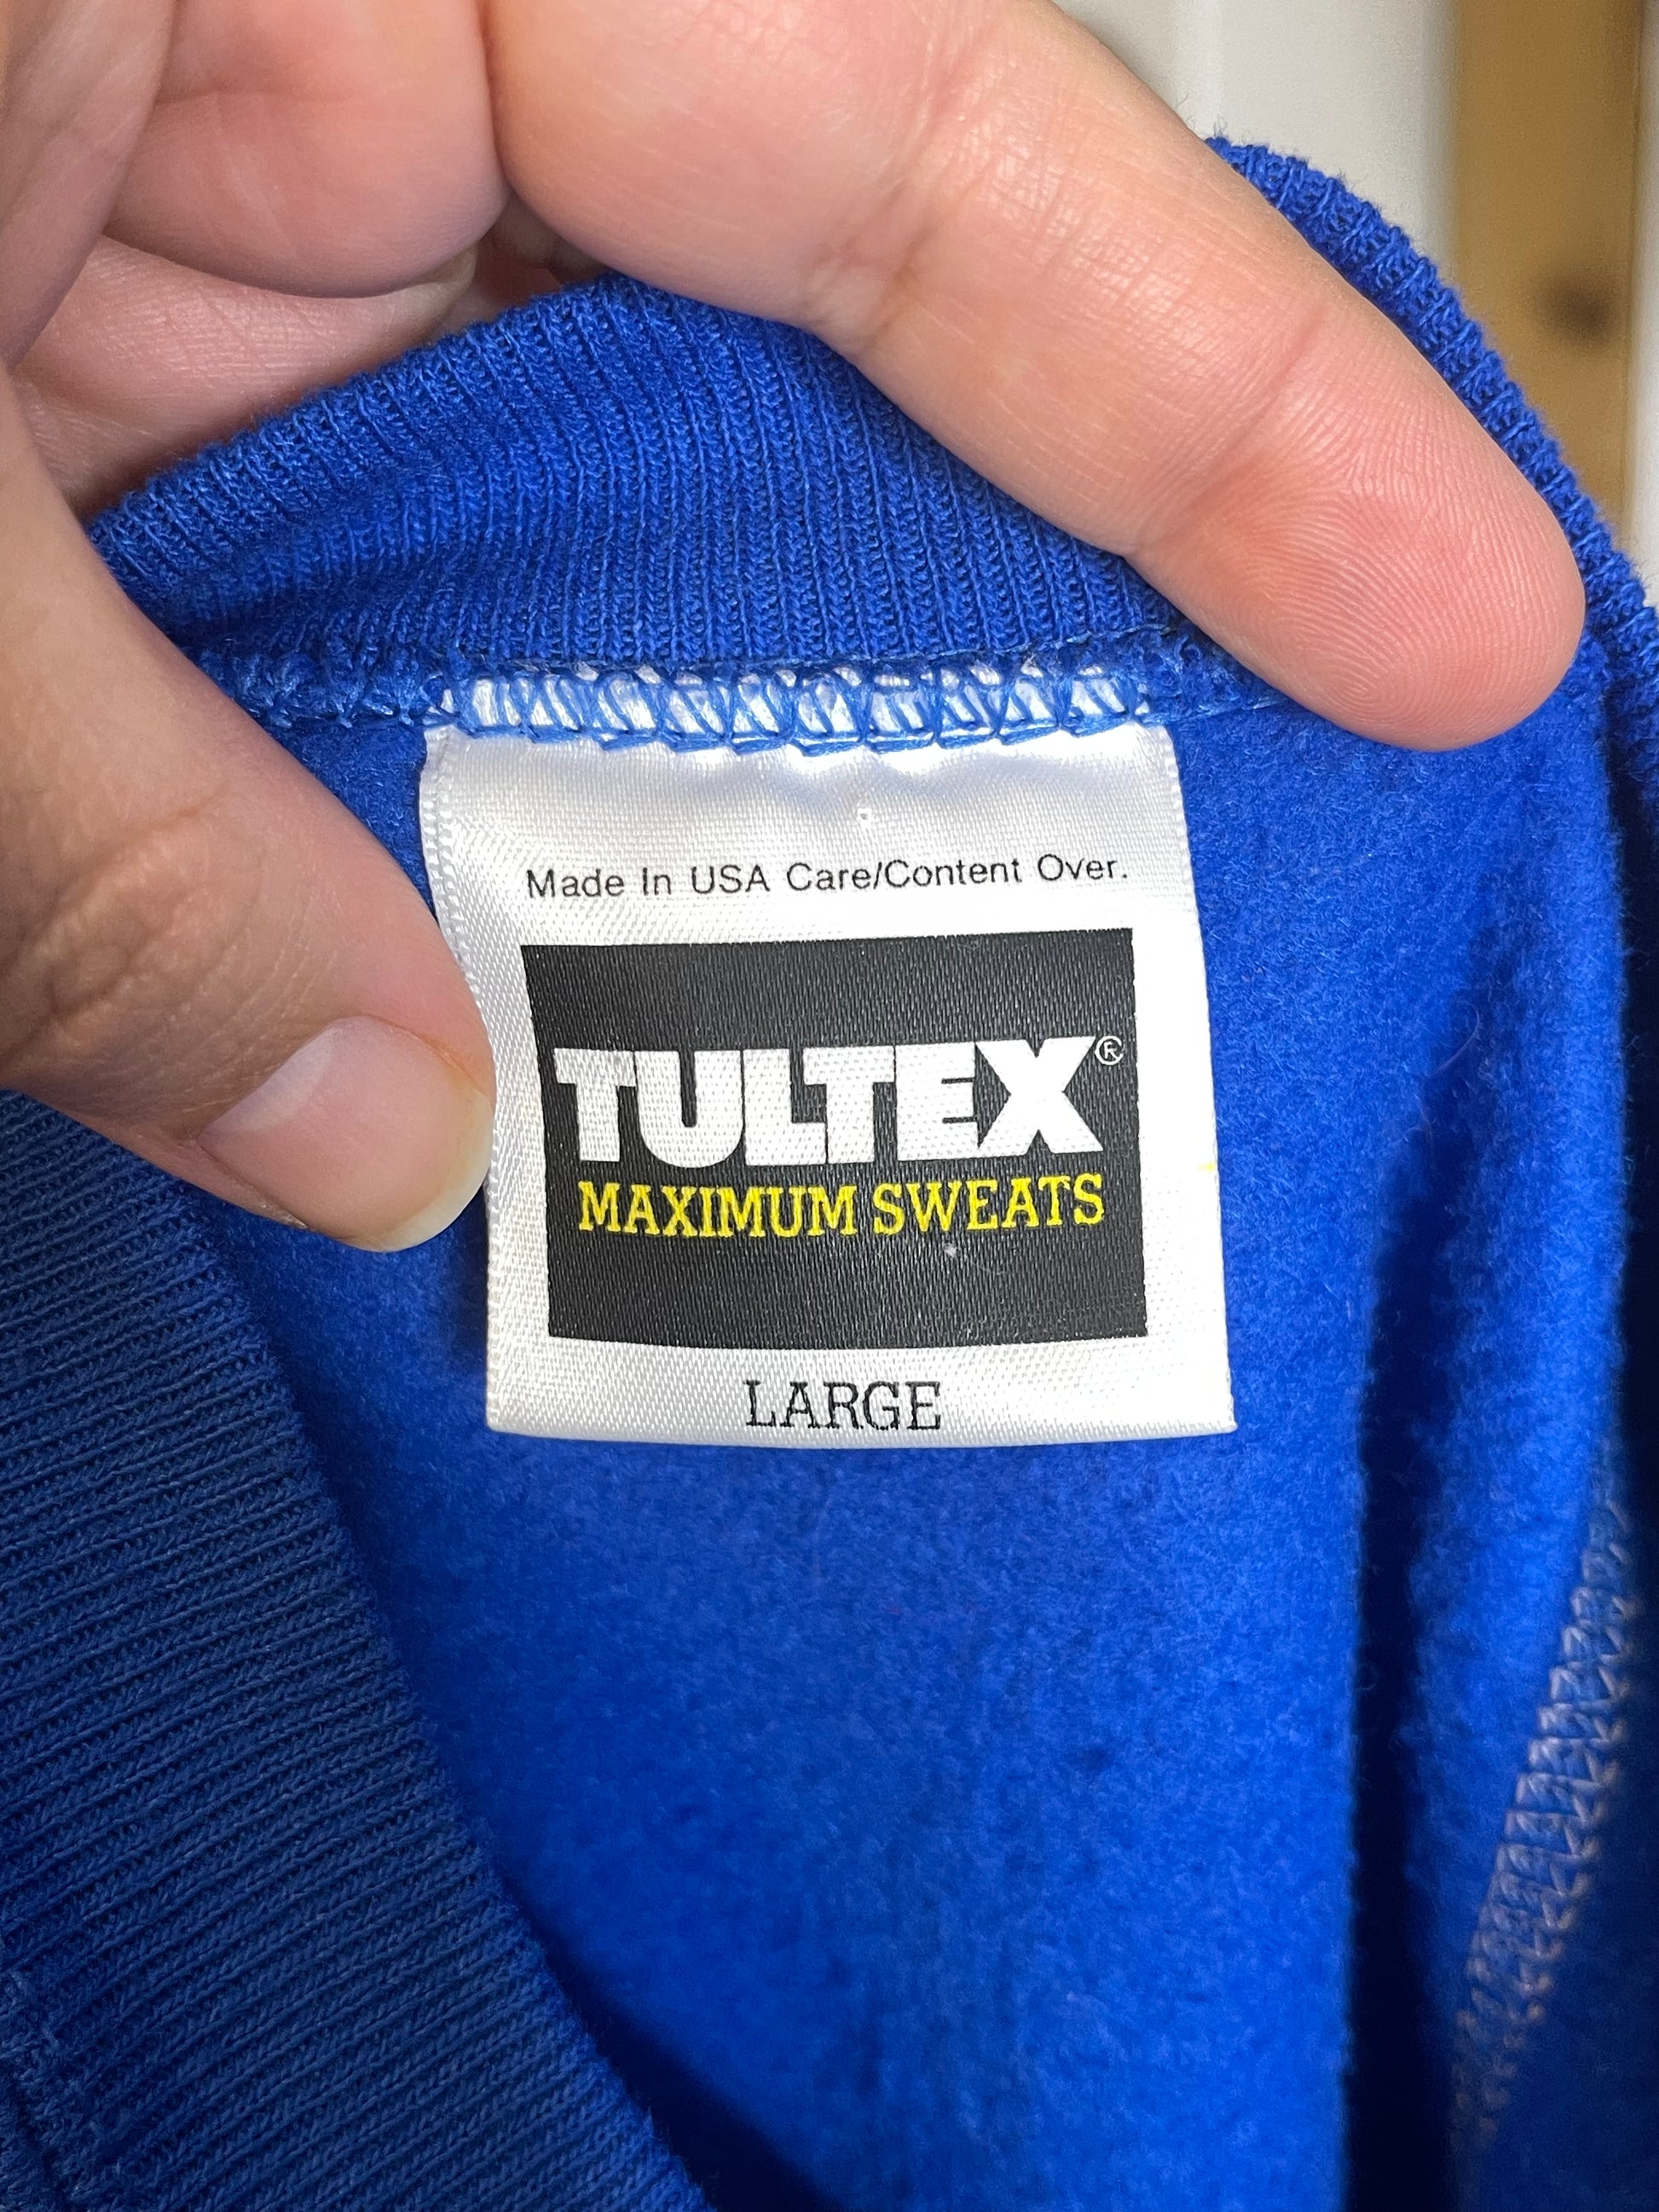 Made In USA Care/Content Over.
TULTEX®
MAXIMUM SWEATS
LARGE